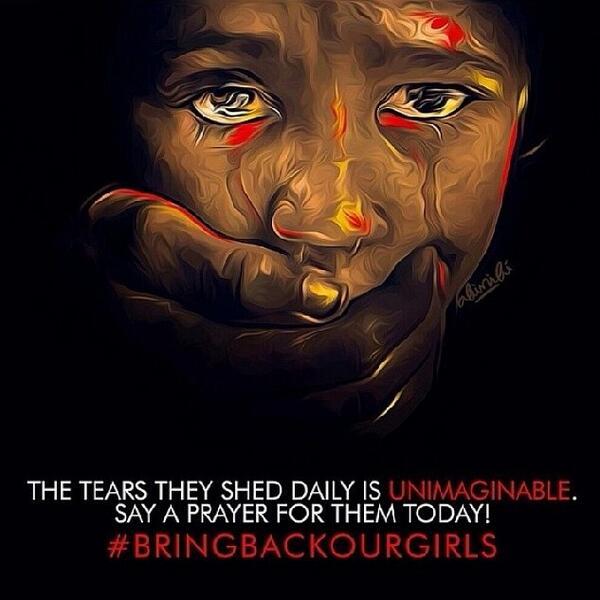 THE TEARS THEY SHED DAILY IS UNIMAGINABLE.
SAY A PRAYER FOR THEM TODAY!
#BRINGBACKOURGIRLS